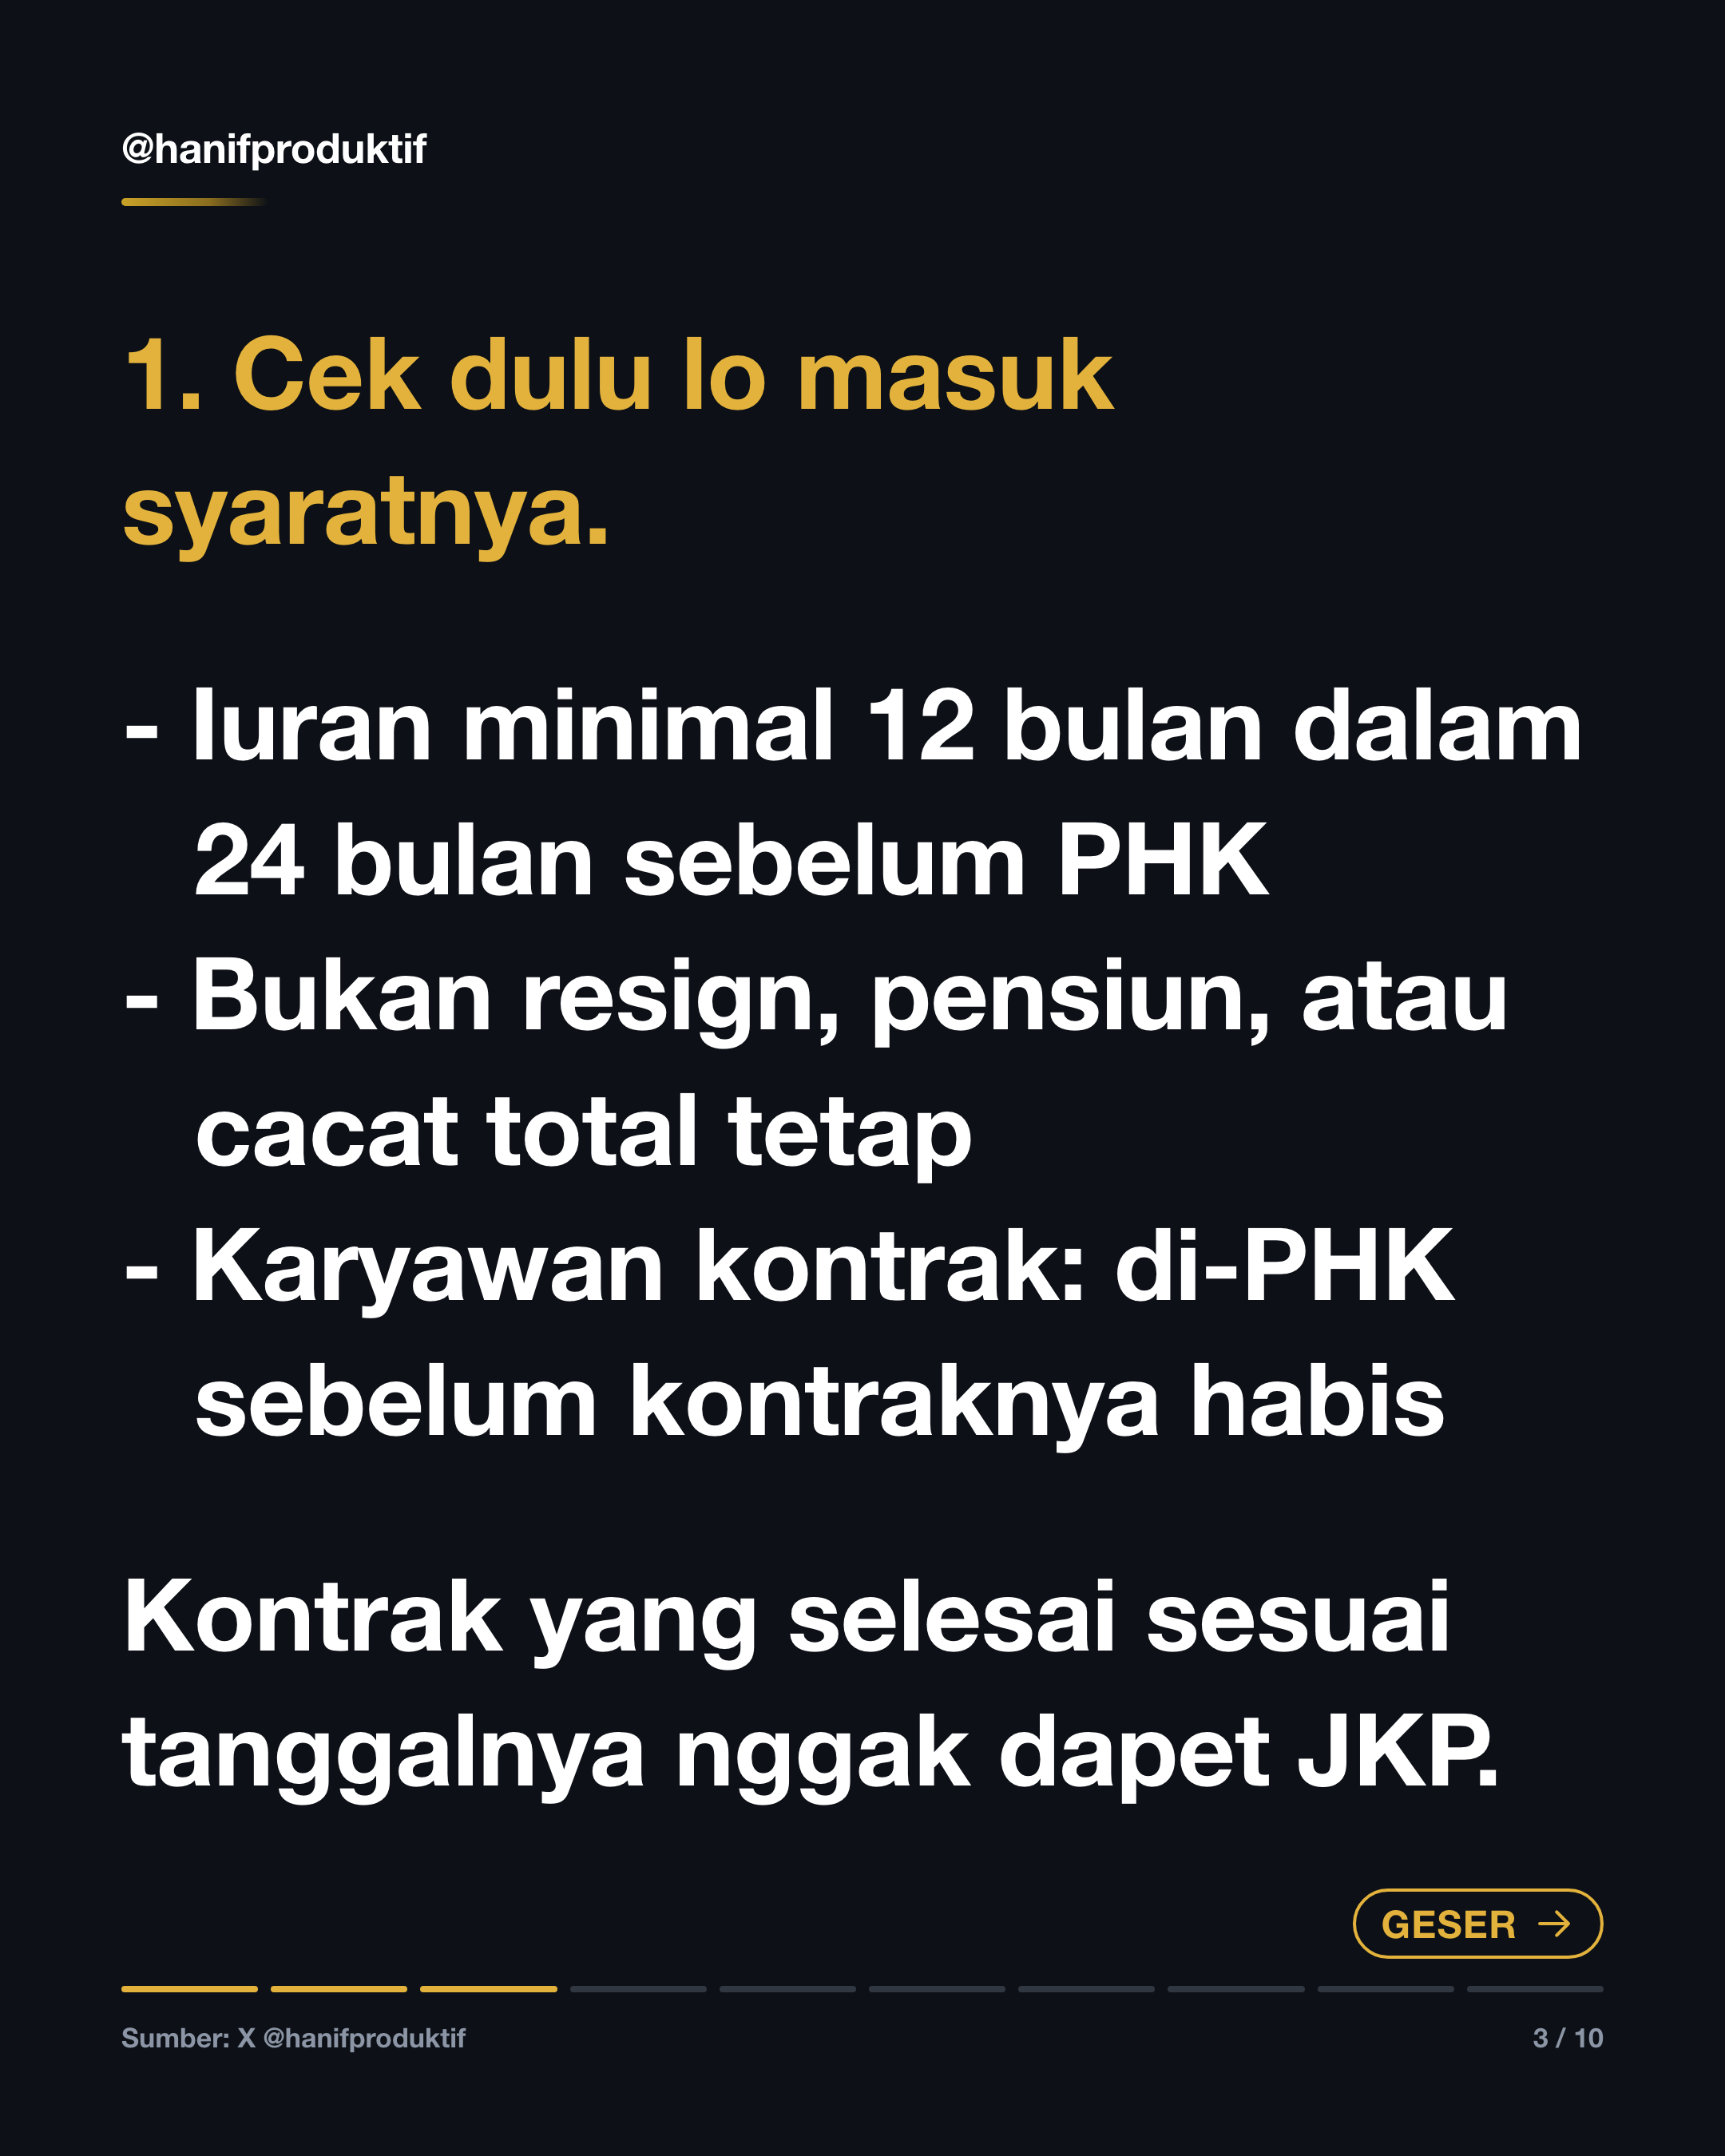 @hanifproduktif
1. Cek dulu lo masuk
syaratnya.
- Iuran minimal 12 bulan dalam
24 bulan sebelum PHK
- Bukan resign, pensiun, atau
cacat total tetap
- Karyawan kontrak: di-PHK
sebelum kontraknya habis
Kontrak yang selesai sesuai
tanggalnya nggak dapet JKP.
GESER →
Sumber: X @hanifproduktif
3 / 10